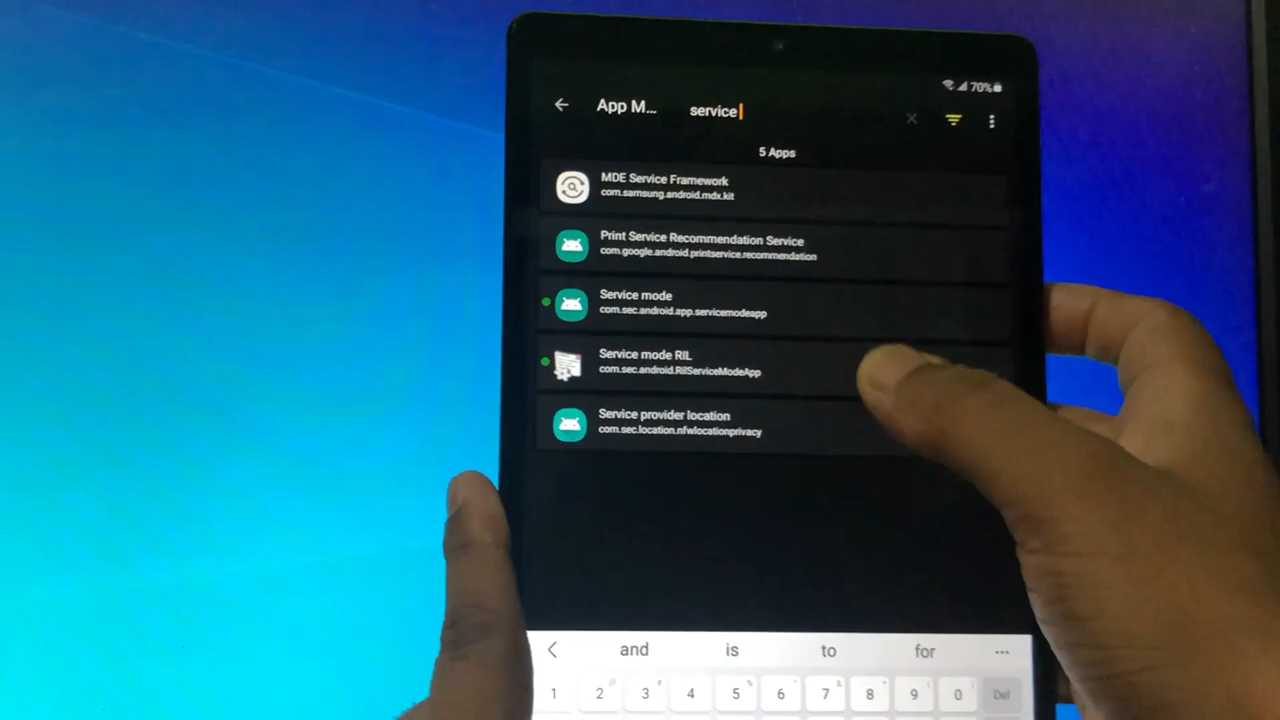 70%
App M... service
5 Apps
MDE Service Framework
com.samsung.android.mdx.kit
Print Service Recommendation Service
com.google.android.printservice.recommendation
Service mode
com.sec.android.app.servicemodeapp
Service mode RIL
com.sec.android.RilServiceModeApp
Service provider location
com.sec.location.nfwlocationprivacy
and is to for ...
1 2 3 4 5 6 7 8 9 0 Del